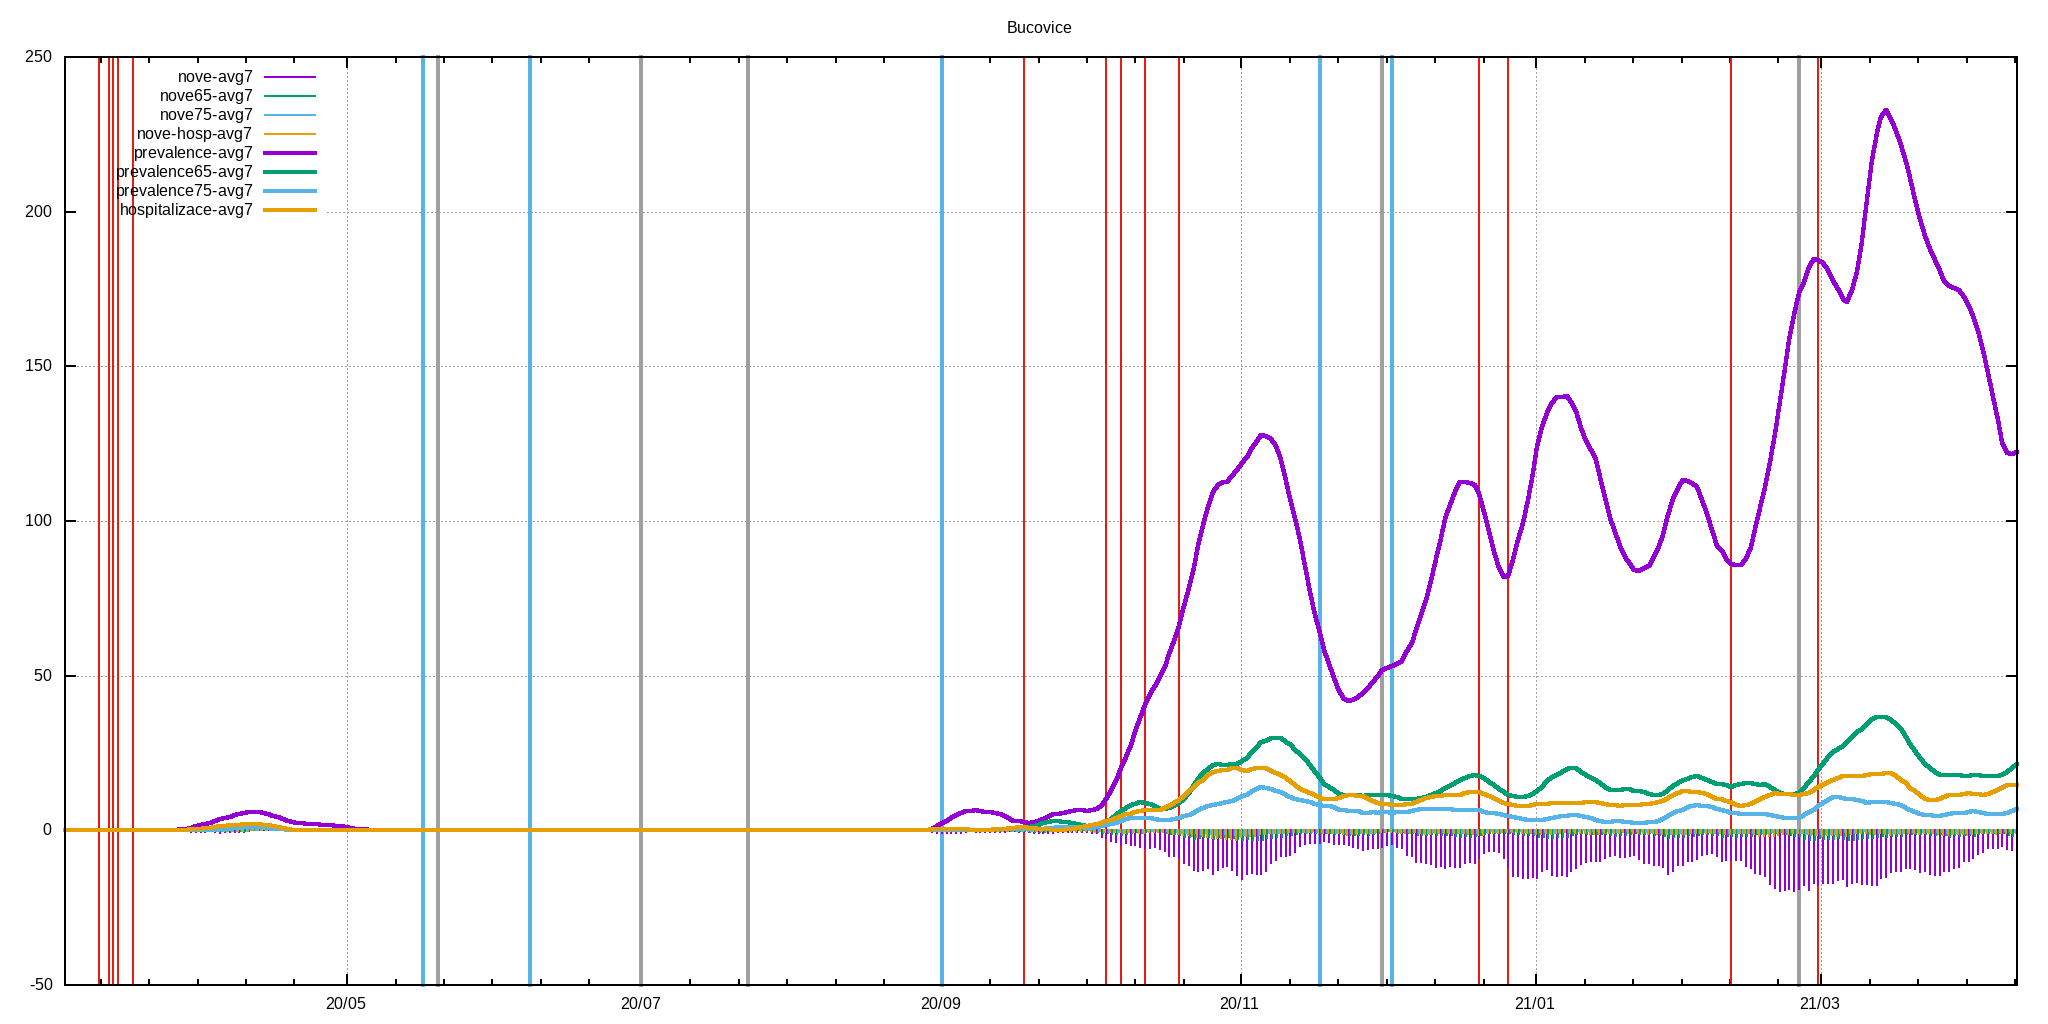 Bucovice
250
200
150
100
50
0
-50
nove-avg7
nove65-avg7
nove75-avg7
nove-hosp-avg7
prevalence-avg7
prevalence65-avg7
prevalence75-avg7
hospitalizace-avg7
20/05 20/07 20/09 20/11 21/01 21/03